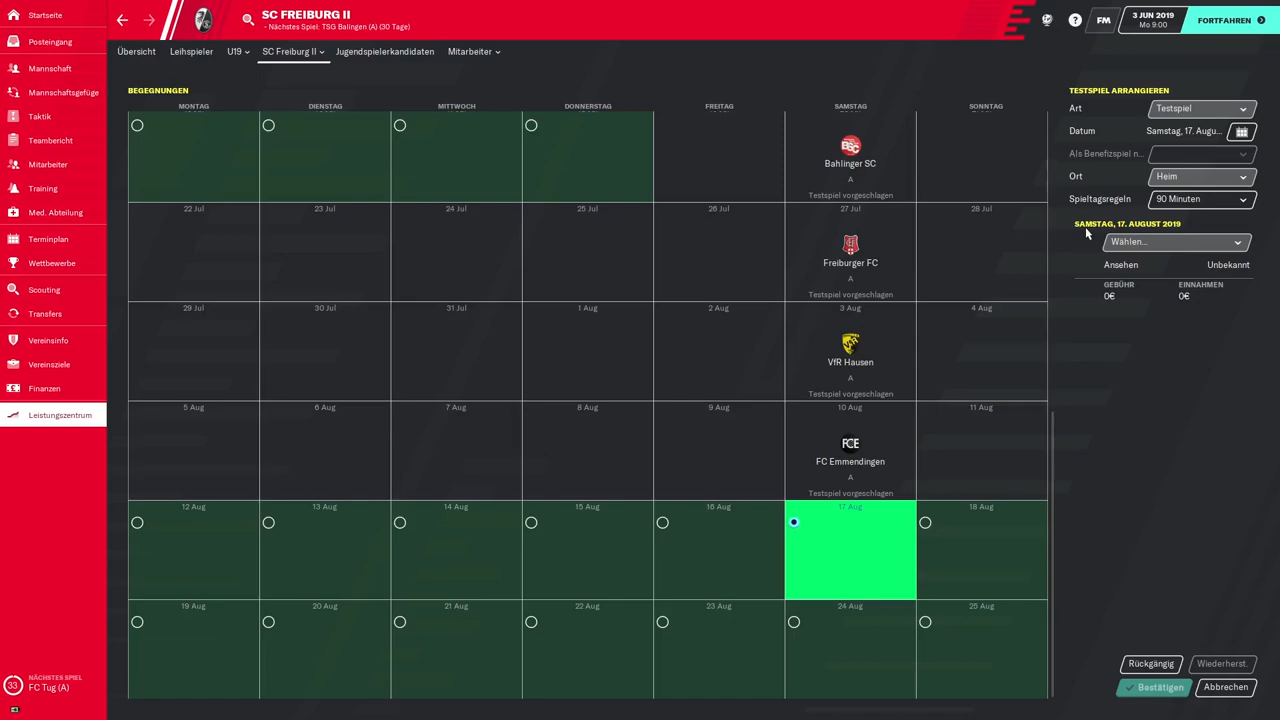 Startseite
Posteingang
Mannschaft
Mannschaftsgefüge
Taktik
Teambericht
Mitarbeiter
Training
Med. Abteilung
Terminplan
Wettbewerbe
Scouting
Transfers
Vereinsinfo
Vereinsziele
Finanzen
Leistungszentrum
33
NÄCHSTES SPIEL
FC Tug (A)
SC FREIBURG II
- Nächstes Spiel: TSG Balingen (A) (30 Tage)
?
FM
3 JUN 2019
Mo 9:00
FORTFAHREN
Übersicht
Leihspieler
U19
SC Freiburg II
Jugendspielerkandidaten
Mitarbeiter
BEGEGNUNGEN
MONTAG DIENSTAG MITTWOCH DONNERSTAG FREITAG SAMSTAG SONNTAG
Bahlinger SC
A
Testspiel vorgeschlagen
22 Jul 23 Jul 24 Jul 25 Jul 26 Jul 27 Jul 28 Jul
Freiburger FC
A
Testspiel vorgeschlagen
29 Jul 30 Jul 31 Jul 1 Aug 2 Aug 3 Aug 4 Aug
VfR Hausen
A
Testspiel vorgeschlagen
5 Aug 6 Aug 7 Aug 8 Aug 9 Aug 10 Aug 11 Aug
FCE
FC Emmendingen
A
Testspiel vorgeschlagen
12 Aug 13 Aug 14 Aug 15 Aug 16 Aug 17 Aug 18 Aug
19 Aug 20 Aug 21 Aug 22 Aug 23 Aug 24 Aug 25 Aug
TESTSPIEL ARRANGIEREN
Art Testspiel
Datum Samstag, 17. Augu...
Als Benefizspiel n...
Ort Heim
Spieltagsregeln 90 Minuten
SAMSTAG, 17. AUGUST 2019
Wählen...
Ansehen Unbekannt
GEBÜHR EINNAHMEN
0€ 0€
Rückgängig Wiederherst.
Bestätigen Abbrechen